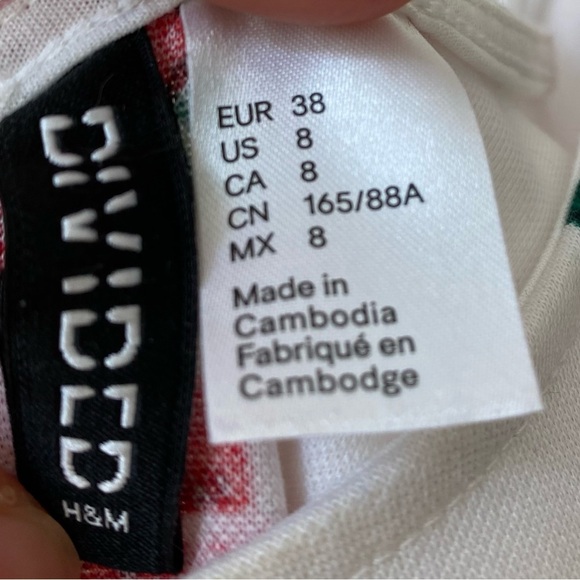 DIVIDED
H&M
EUR 38
US 8
CA 8
CN 165/88A
MX 8
Made in
Cambodia
Fabriqué en
Cambodge